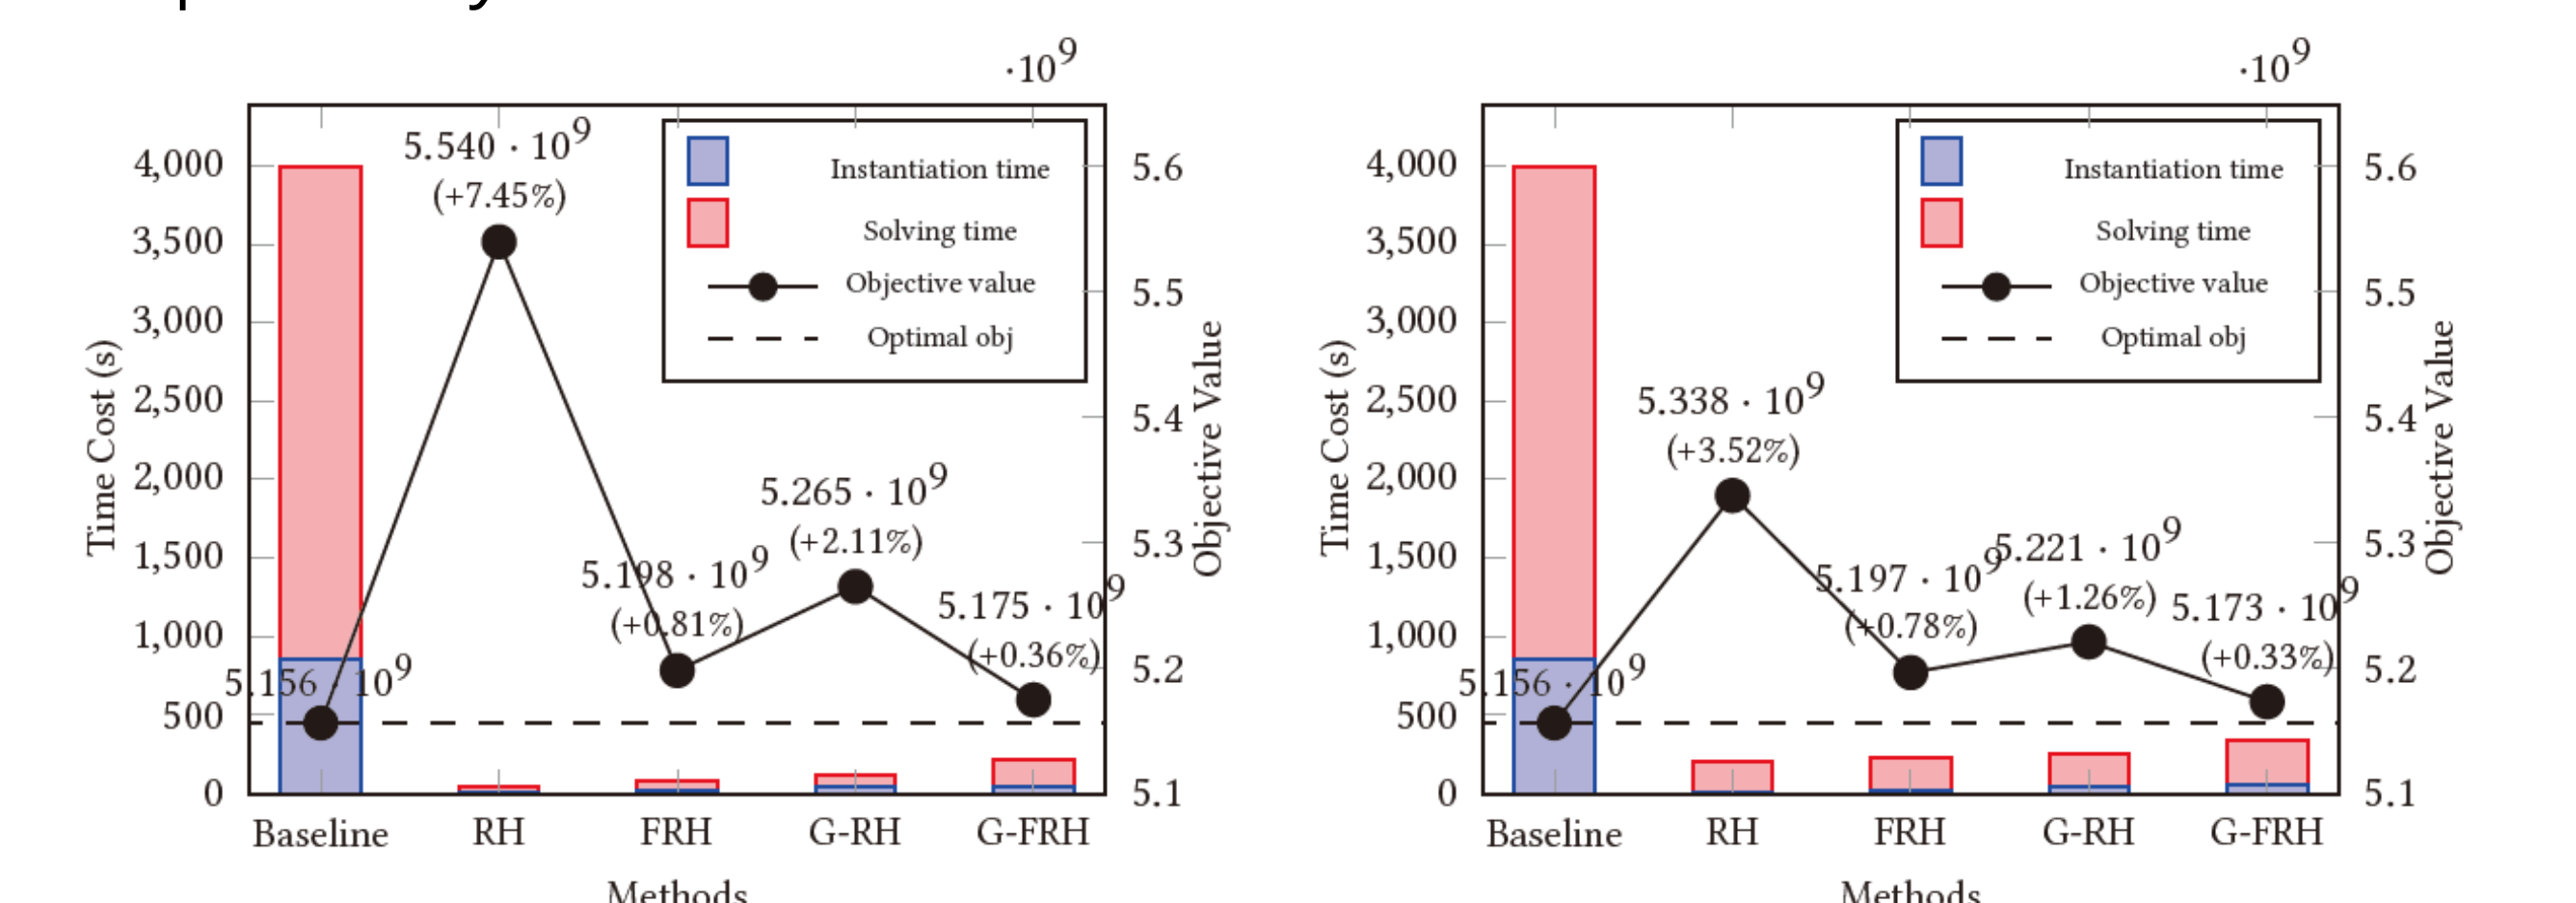 ·10^9
5.540 · 10^9
(+7.45%)
Instantiation time
Solving time
Objective value
Optimal obj
4,000
3,500
3,000
2,500
2,000
1,500
1,000
500
0
Time Cost (s)
5.156 · 10^9
5.198 · 10^9
(+0.81%)
5.265 · 10^9
(+2.11%)
5.175 · 10^9
(+0.36%)
5.6
5.5
5.4
5.3
5.2
5.1
Objective Value
Baseline RH FRH G-RH G-FRH
Methods
·10^9
Instantiation time
Solving time
Objective value
Optimal obj
4,000
3,500
3,000
2,500
2,000
1,500
1,000
500
0
Time Cost (s)
5.156 · 10^9
5.338 · 10^9
(+3.52%)
5.197 · 10^9
(+0.78%)
5.221 · 10^9
(+1.26%)
5.173 · 10^9
(+0.33%)
5.6
5.5
5.4
5.3
5.2
5.1
Objective Value
Baseline RH FRH G-RH G-FRH
Methods